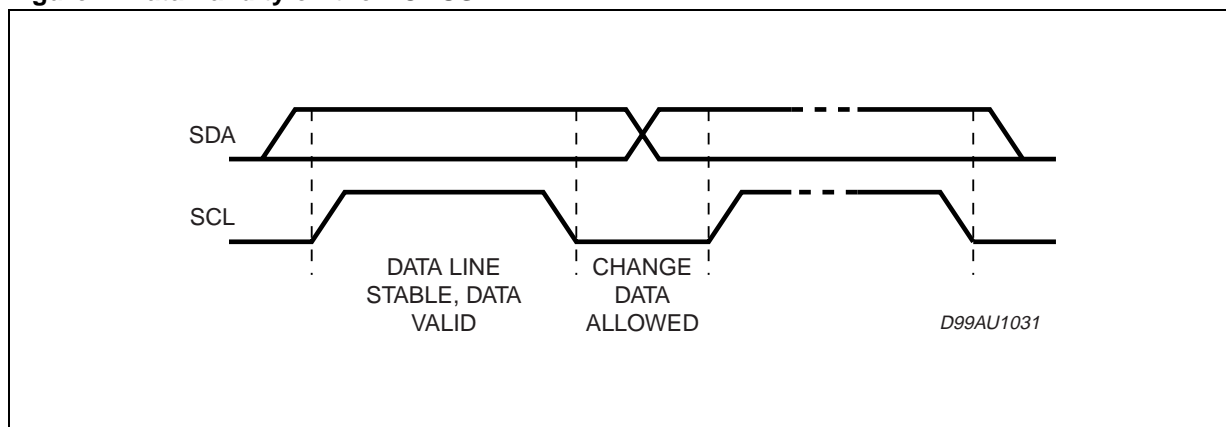 SDA
SCL
DATA LINE
STABLE, DATA
VALID
CHANGE
DATA
ALLOWED
D99AU1031